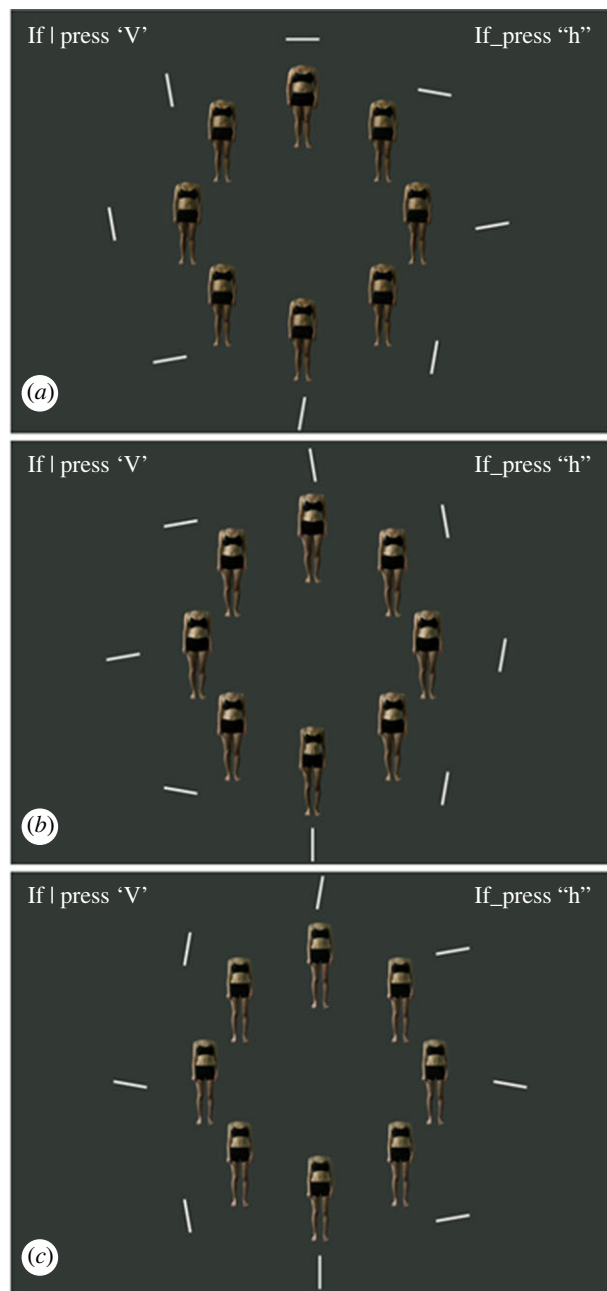 If | press ‘V’ If_press “h”
(a)
If | press ‘V’ If_press “h”
(b)
If | press ‘V’ If_press “h”
(c)